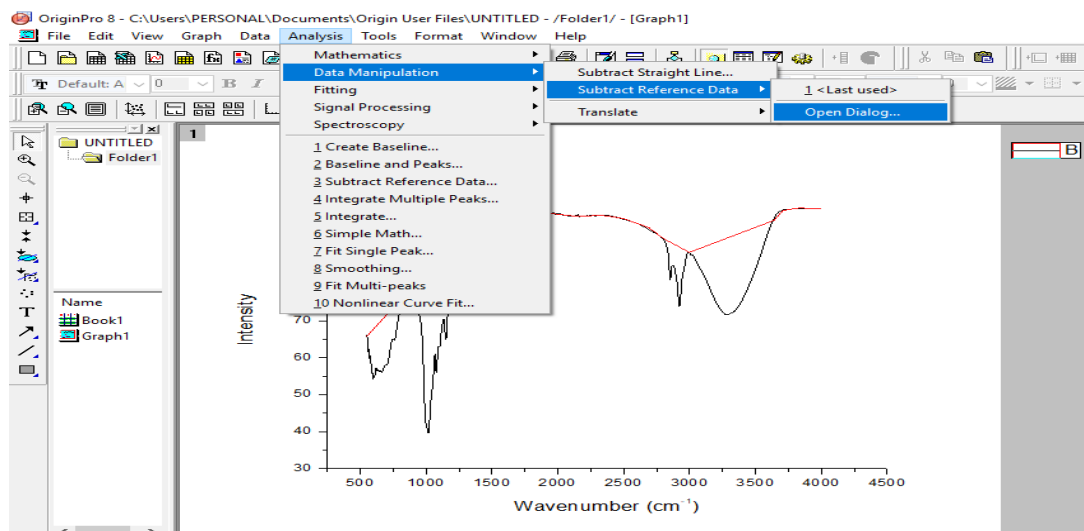 OriginPro 8 - C:\Users\PERSONAL\Documents\Origin User Files\UNTITLED - /Folder1/ - [Graph1]
File Edit View Graph Data Analysis Tools Format Window Help
Default: A 0 B I
Mathematics
Data Manipulation
Fitting
Signal Processing
Spectroscopy
1 Create Baseline...
2 Baseline and Peaks...
3 Subtract Reference Data...
4 Integrate Multiple Peaks...
5 Integrate...
6 Simple Math...
7 Fit Single Peak...
8 Smoothing...
9 Fit Multi-peaks
10 Nonlinear Curve Fit...
Subtract Straight Line...
Subtract Reference Data
Translate
1 <Last used>
Open Dialog...
UNTITLED
Folder1
Name
Book1
Graph1
T
1
B
Intensity
70
60
50
40
30
500 1000 1500 2000 2500 3000 3500 4000 4500
Wavenumber (cm⁻¹)